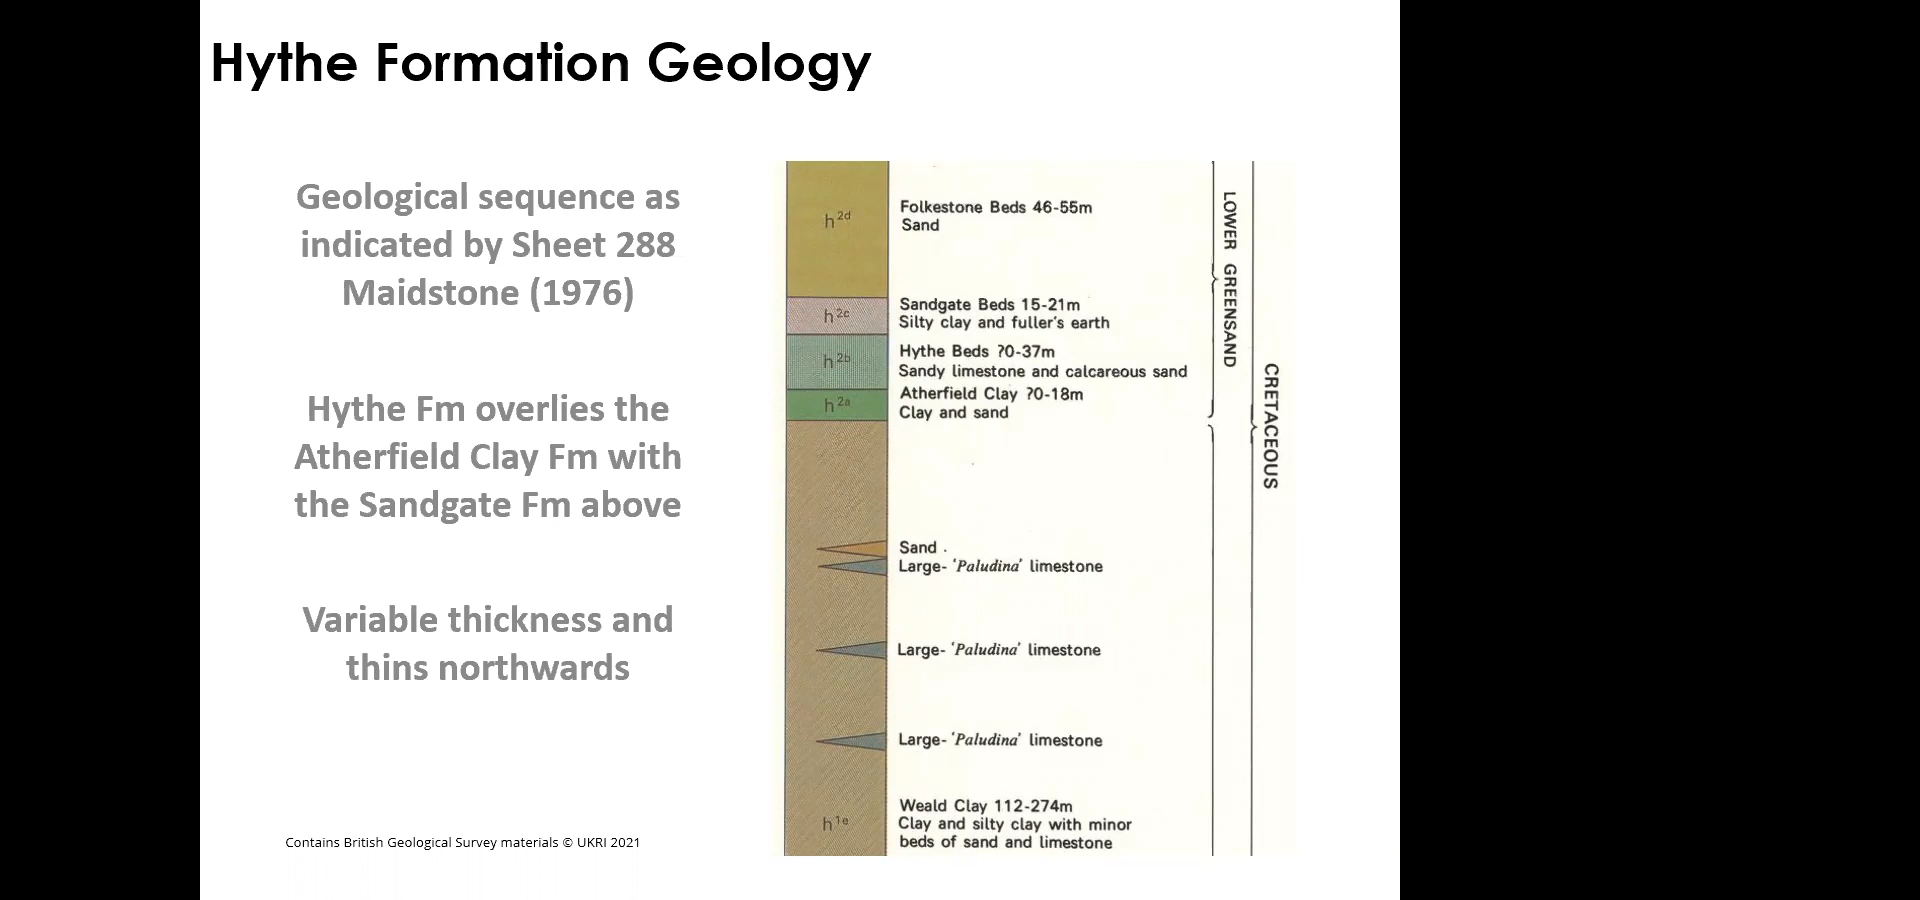 Hythe Formation Geology
Geological sequence as
indicated by Sheet 288
Maidstone (1976)
Hythe Fm overlies the
Atherfield Clay Fm with
the Sandgate Fm above
Variable thickness and
thins northwards
Contains British Geological Survey materials © UKRI 2021
h2d
Folkestone Beds 46-55m
Sand
h2c
Sandgate Beds 15-21m
Silty clay and fuller's earth
h2b
Hythe Beds ?0-37m
Sandy limestone and calcareous sand
h2a
Atherfield Clay ?0-18m
Clay and sand
Sand
Large- 'Paludina' limestone
Large- 'Paludina' limestone
Large- 'Paludina' limestone
h1e
Weald Clay 112-274m
Clay and silty clay with minor
beds of sand and limestone
LOWER GREENSAND
CRETACEOUS